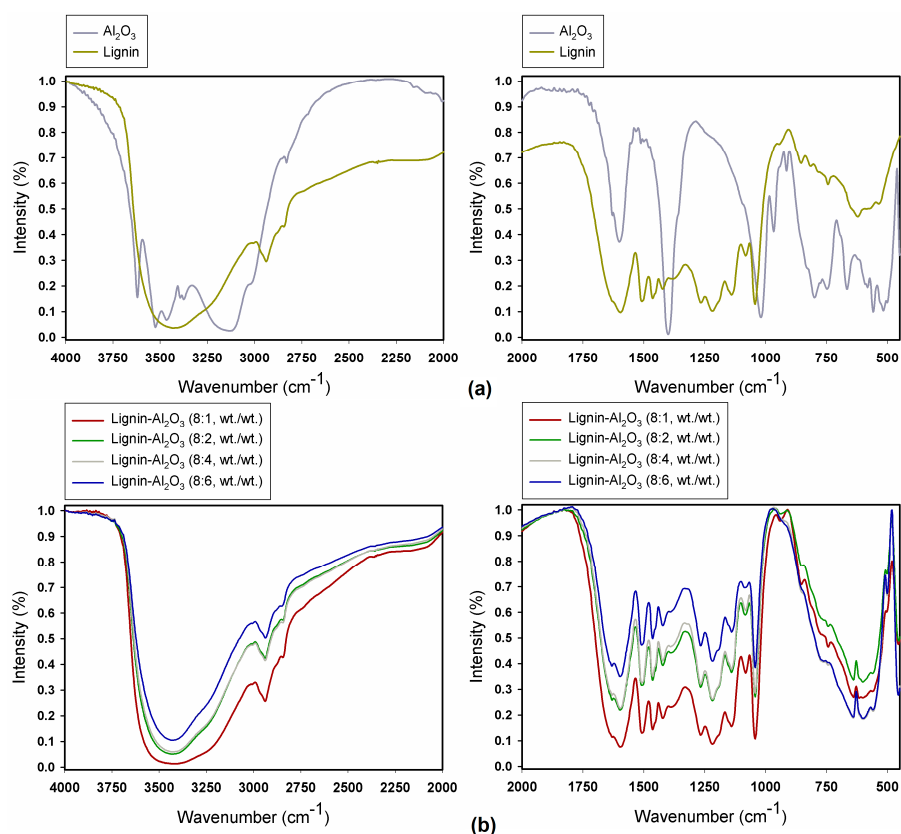 Al₂O₃
Lignin
Al₂O₃
Lignin
Intensity (%)
1.0
0.9
0.8
0.7
0.6
0.5
0.4
0.3
0.2
0.1
0.0
4000 3750 3500 3250 3000 2750 2500 2250 2000
Wavenumber (cm⁻¹)
Intensity (%)
1.0
0.9
0.8
0.7
0.6
0.5
0.4
0.3
0.2
0.1
0.0
2000 1750 1500 1250 1000 750 500
Wavenumber (cm⁻¹)
(a)
Lignin-Al₂O₃ (8:1, wt./wt.)
Lignin-Al₂O₃ (8:2, wt./wt.)
Lignin-Al₂O₃ (8:4, wt./wt.)
Lignin-Al₂O₃ (8:6, wt./wt.)
Lignin-Al₂O₃ (8:1, wt./wt.)
Lignin-Al₂O₃ (8:2, wt./wt.)
Lignin-Al₂O₃ (8:4, wt./wt.)
Lignin-Al₂O₃ (8:6, wt./wt.)
Intensity (%)
1.0
0.9
0.8
0.7
0.6
0.5
0.4
0.3
0.2
0.1
0.0
4000 3750 3500 3250 3000 2750 2500 2250 2000
Wavenumber (cm⁻¹)
Intensity (%)
1.0
0.9
0.8
0.7
0.6
0.5
0.4
0.3
0.2
0.1
0.0
2000 1750 1500 1250 1000 750 500
Wavenumber (cm⁻¹)
(b)